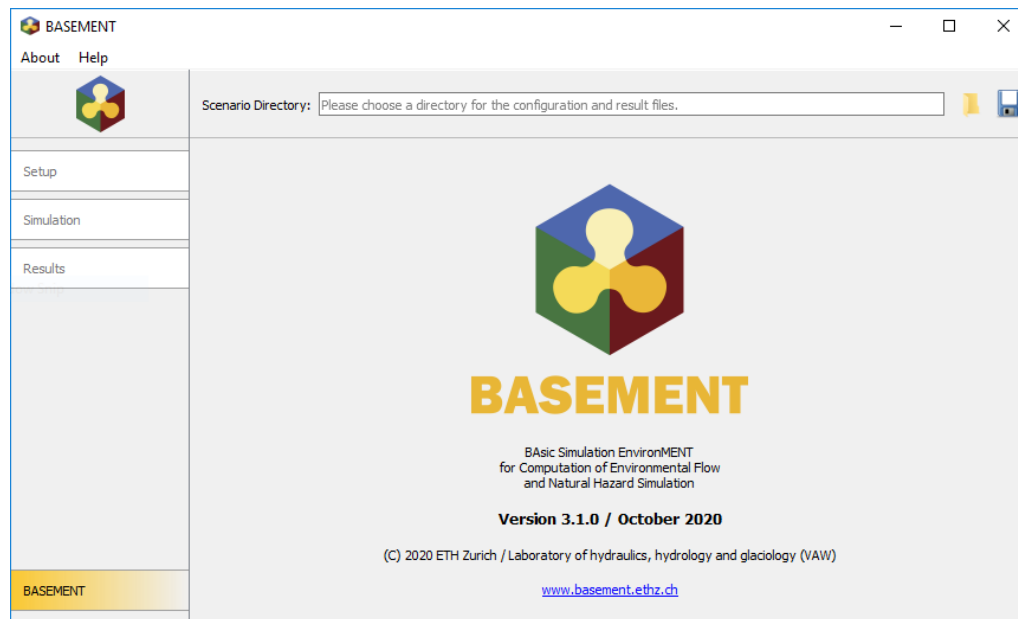 BASEMENT
About Help
Scenario Directory: Please choose a directory for the configuration and result files.
Setup
Simulation
Results
BASEMENT
BAsic Simulation EnvironMENT
for Computation of Environmental Flow
and Natural Hazard Simulation
Version 3.1.0 / October 2020
(C) 2020 ETH Zurich / Laboratory of hydraulics, hydrology and glaciology (VAW)
BASEMENT
www.basement.ethz.ch